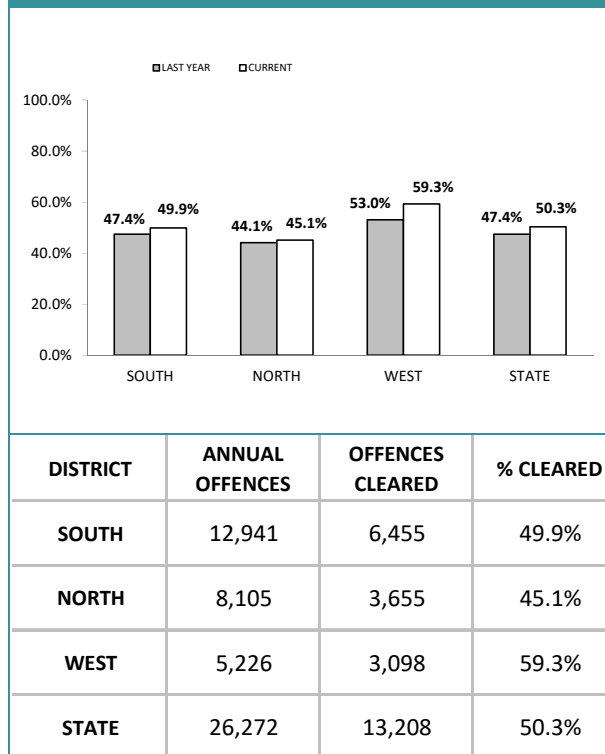 LAST YEAR CURRENT
100.0%
80.0%
60.0%
40.0%
20.0%
0.0%
47.4% 49.9% 44.1% 45.1% 53.0% 59.3% 47.4% 50.3%
SOUTH NORTH WEST STATE
DISTRICT ANNUAL OFFENCES OFFENCES CLEARED % CLEARED
SOUTH 12,941 6,455 49.9%
NORTH 8,105 3,655 45.1%
WEST 5,226 3,098 59.3%
STATE 26,272 13,208 50.3%